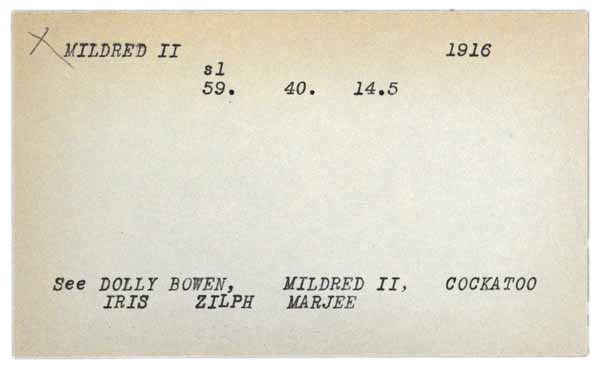 X MILDRED II 1916
sl
59. 40. 14.5
See DOLLY BOWEN, MILDRED II, COCKATOO
IRIS ZILPH MARJEE